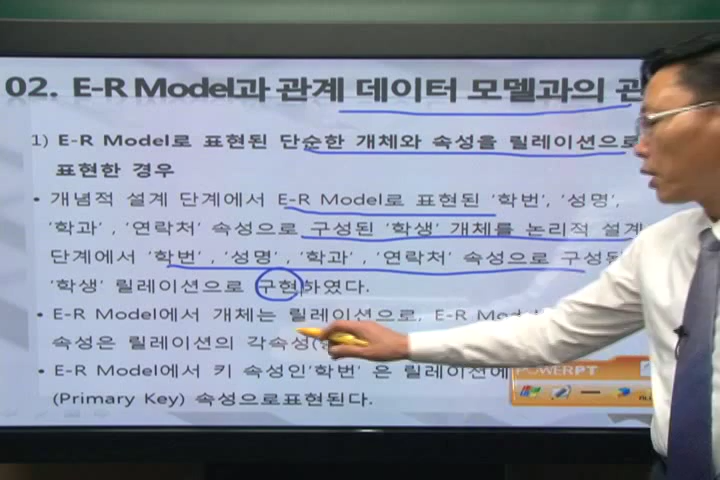 02. E-R Model과 관계 데이터 모델과의 관
1) E-R Model로 표현된 단순한 개체와 속성을 릴레이션으로
표현한 경우
• 개념적 설계 단계에서 E-R Model로 표현된 '학번', '성명',
'학과', '연락처' 속성으로 구성된 '학생' 개체를 논리적 설계
단계에서 '학번', '성명', '학과', '연락처' 속성으로 구성된
'학생' 릴레이션으로 구현하였다.
• E-R Model에서 개체는 릴레이션으로, E-R
속성은 릴레이션의 각속성(
• E-R Model에서 키 속성인'학번' 은 릴레이션에
(Primary Key) 속성으로표현된다.
POWERPT